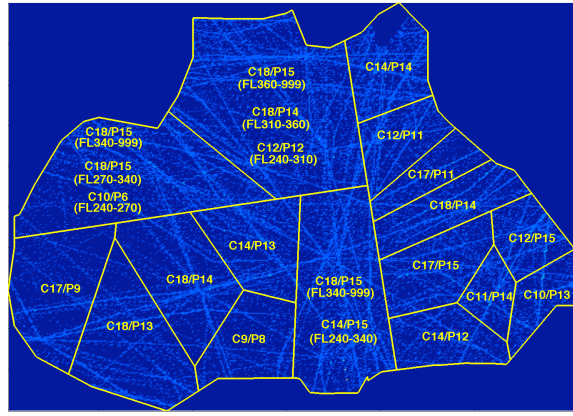 C18/P15
(FL360-999)
C18/P14
(FL310-360)
C12/P12
(FL240-310)
C14/P14
C18/P15
(FL340-999)
C18/P15
(FL270-340)
C10/P6
(FL240-270)
C12/P11
C17/P11
C18/P14
C12/P15
C14/P13
C17/P15
C18/P14
C18/P15
(FL340-999)
C17/P9
C11/P14
C10/P13
C18/P13
C14/P15
(FL240-340)
C9/P8
C14/P12